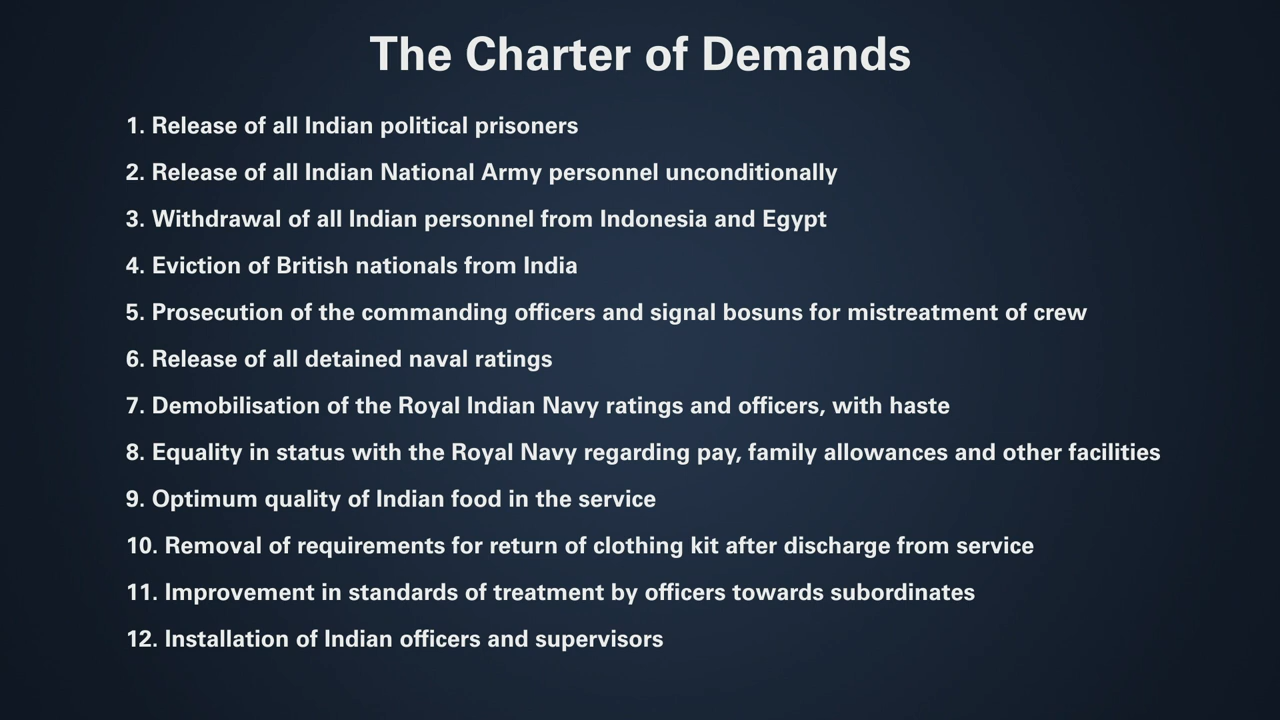 The Charter of Demands
1. Release of all Indian political prisoners
2. Release of all Indian National Army personnel unconditionally
3. Withdrawal of all Indian personnel from Indonesia and Egypt
4. Eviction of British nationals from India
5. Prosecution of the commanding officers and signal bosuns for mistreatment of crew
6. Release of all detained naval ratings
7. Demobilisation of the Royal Indian Navy ratings and officers, with haste
8. Equality in status with the Royal Navy regarding pay, family allowances and other facilities
9. Optimum quality of Indian food in the service
10. Removal of requirements for return of clothing kit after discharge from service
11. Improvement in standards of treatment by officers towards subordinates
12. Installation of Indian officers and supervisors